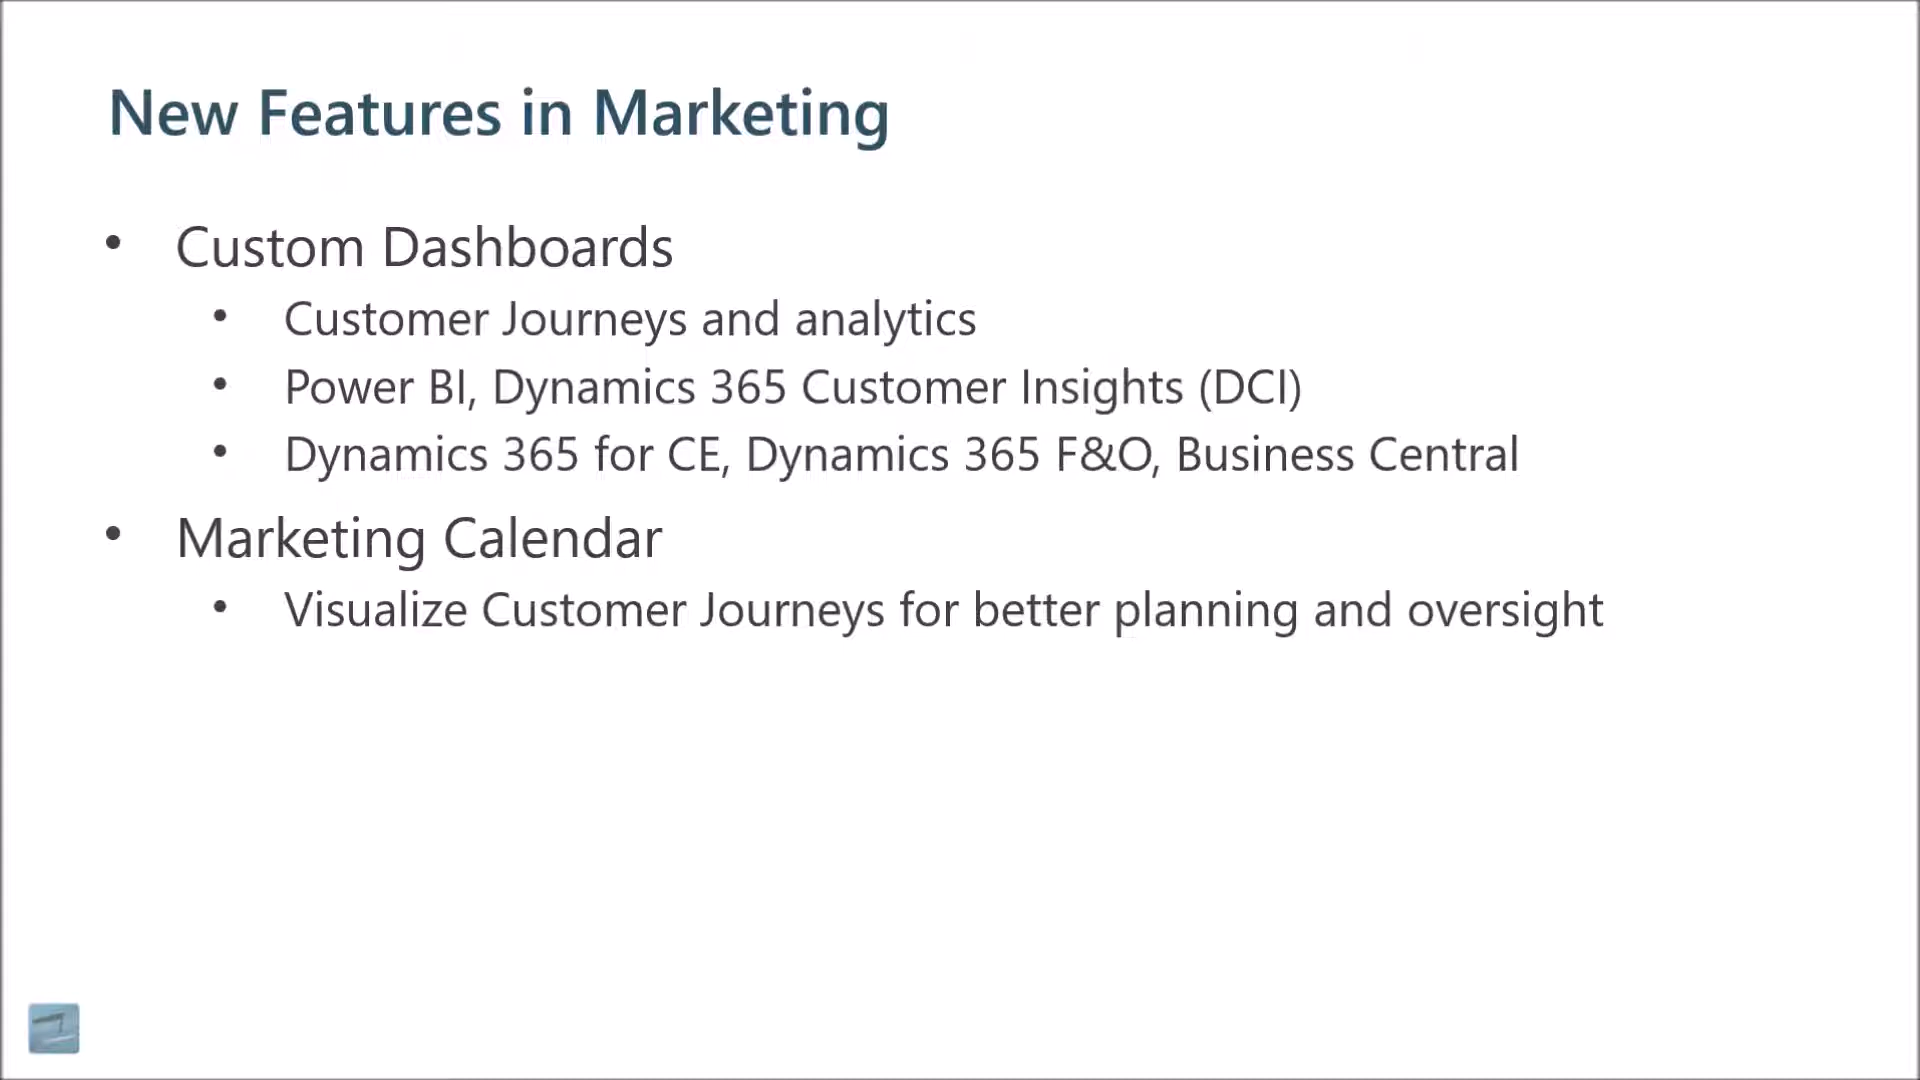 New Features in Marketing
• Custom Dashboards
• Customer Journeys and analytics
• Power BI, Dynamics 365 Customer Insights (DCI)
• Dynamics 365 for CE, Dynamics 365 F&O, Business Central
• Marketing Calendar
• Visualize Customer Journeys for better planning and oversight